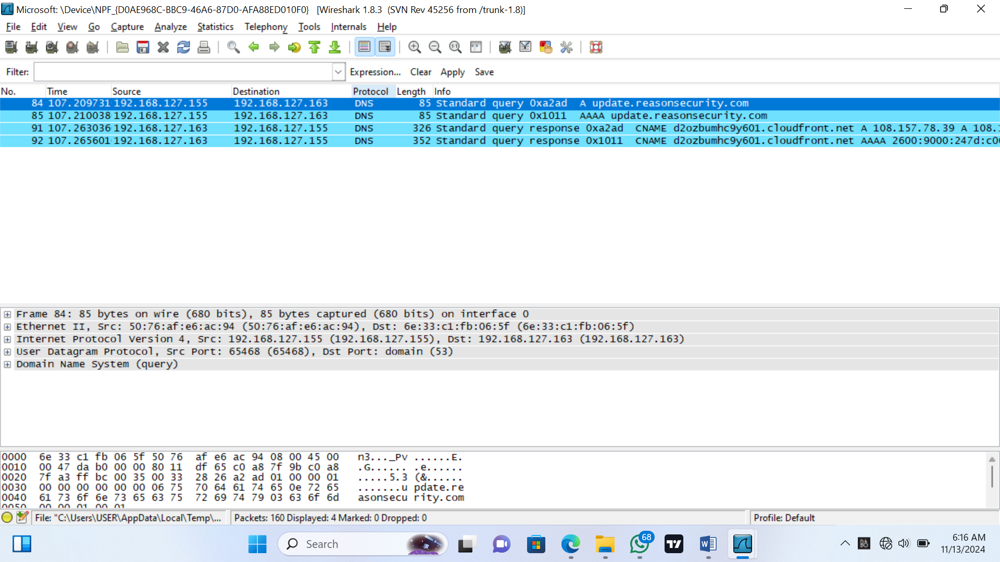 Microsoft: \Device\NPF_{D0AE968C-BBC9-46A6-87D0-AFA88ED010F0}   [Wireshark 1.8.3  (SVN Rev 45256 from /trunk-1.8)]
File Edit View Go Capture Analyze Statistics Telephony Tools Internals Help
Filter: Expression... Clear Apply Save
No. Time Source Destination Protocol Length Info
84 107.209731 192.168.127.155 192.168.127.163 DNS 85 Standard query 0xa2ad  A update.reasonsecurity.com
85 107.210038 192.168.127.155 192.168.127.163 DNS 85 Standard query 0x1011  AAAA update.reasonsecurity.com
91 107.263036 192.168.127.163 192.168.127.155 DNS 326 Standard query response 0xa2ad  CNAME d2ozbumhc9y601.cloudfront.net A 108.157.78.39 A 108.
92 107.265601 192.168.127.163 192.168.127.155 DNS 352 Standard query response 0x1011  CNAME d2ozbumhc9y601.cloudfront.net AAAA 2600:9000:247d:c0
Frame 84: 85 bytes on wire (680 bits), 85 bytes captured (680 bits) on interface 0
Ethernet II, Src: 50:76:af:e6:ac:94 (50:76:af:e6:ac:94), Dst: 6e:33:c1:fb:06:5f (6e:33:c1:fb:06:5f)
Internet Protocol Version 4, Src: 192.168.127.155 (192.168.127.155), Dst: 192.168.127.163 (192.168.127.163)
User Datagram Protocol, Src Port: 65468 (65468), Dst Port: domain (53)
Domain Name System (query)
0000  6e 33 c1 fb 06 5f 50 76  af e6 ac 94 08 00 45 00   n3..._Pv ......E.
0010  00 47 da b0 00 00 80 11  df 65 c0 a8 7f 9b c0 a8   .G...... .e......
0020  7f a3 ff bc 00 35 00 33  28 26 a2 ad 01 00 00 01   .....5.3 (&......
0030  00 00 00 00 00 00 06 75  70 64 61 74 65 0e 72 65   .......u pdate.re
0040  61 73 6f 6e 73 65 63 75  72 69 74 79 03 63 6f 6d   asonsecu rity.com
0050  00 00 01 00 01
File: "C:\Users\USER\AppData\Local\Temp\... Packets: 160 Displayed: 4 Marked: 0 Dropped: 0 Profile: Default
Search 68 W 6:16 AM
11/13/2024